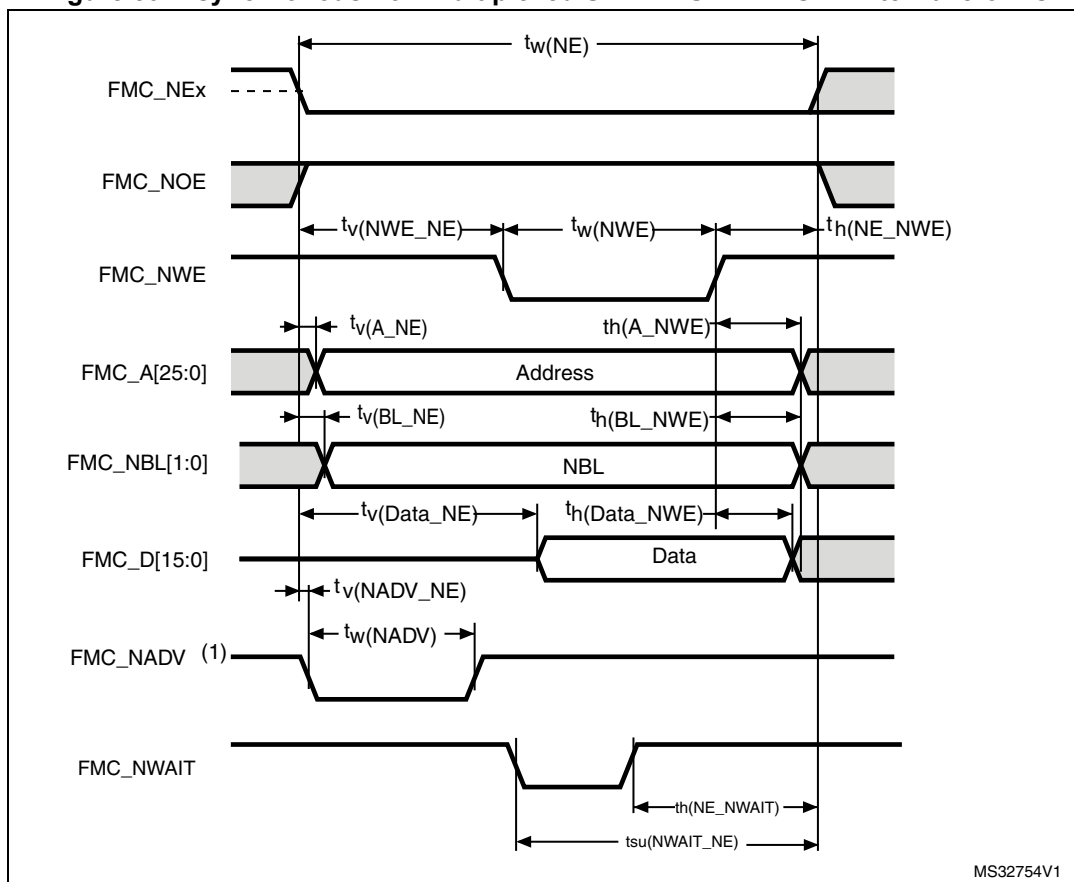 tw(NE)
FMC_NEx
FMC_NOE
tv(NWE_NE)
tw(NWE)
th(NE_NWE)
FMC_NWE
tv(A_NE)
th(A_NWE)
FMC_A[25:0]
Address
tv(BL_NE)
th(BL_NWE)
FMC_NBL[1:0]
NBL
tv(Data_NE)
th(Data_NWE)
FMC_D[15:0]
Data
tv(NADV_NE)
tw(NADV)
FMC_NADV (1)
FMC_NWAIT
th(NE_NWAIT)
tsu(NWAIT_NE)
MS32754V1